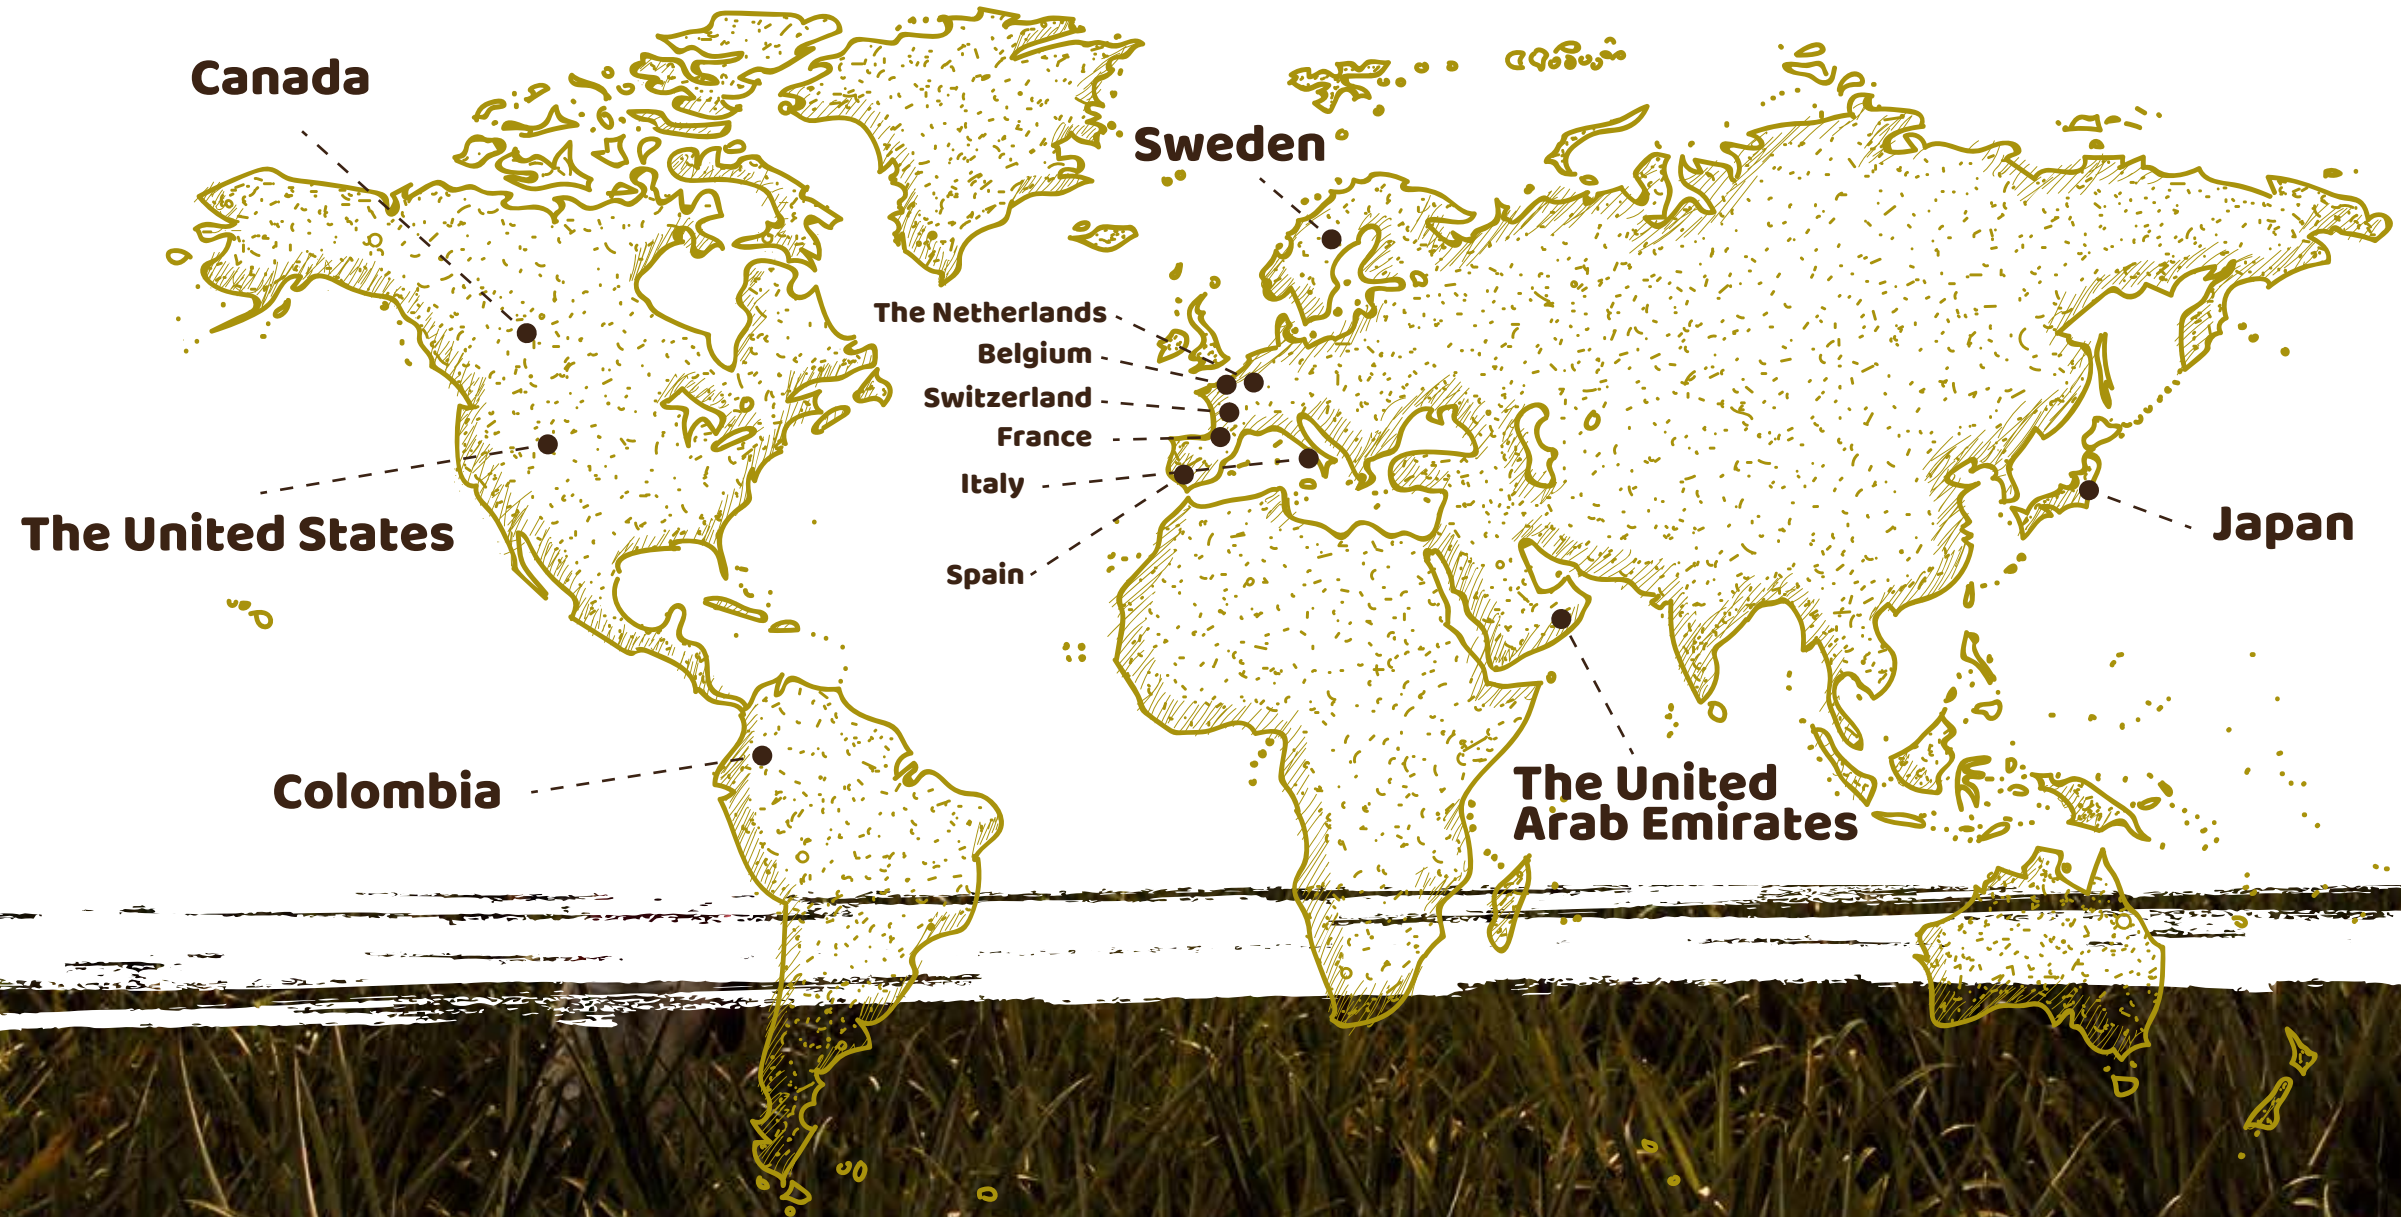 Canada
Sweden
The Netherlands
Belgium
Switzerland
France
Italy
Spain
The United States
Japan
Colombia
The United
Arab Emirates